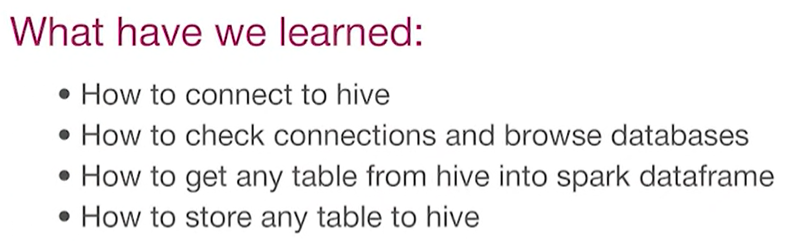 What have we learned:
• How to connect to hive
• How to check connections and browse databases
• How to get any table from hive into spark dataframe
• How to store any table to hive